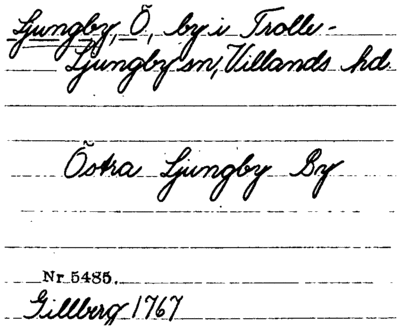 Ljungby, Ö, by i Trolle-
Ljungby sn, Villands hd.
Östra Ljungby By
Nr 5485.
Gillberg 1767